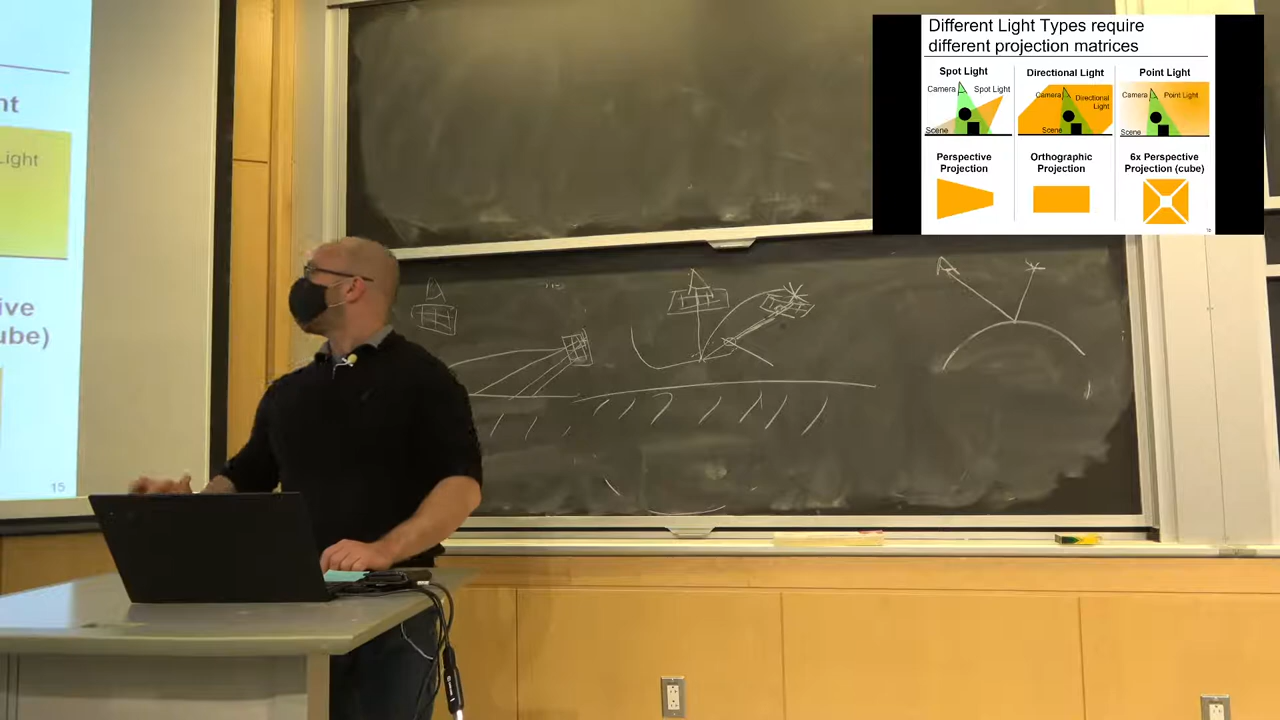 Different Light Types require
different projection matrices
Spot Light
Directional Light
Point Light
Camera
Spot Light
Scene
Camera
Directional
Light
Scene
Camera
Point Light
Scene
Perspective
Projection
Orthographic
Projection
6x Perspective
Projection (cube)
nt
Light
ive
ube)
15